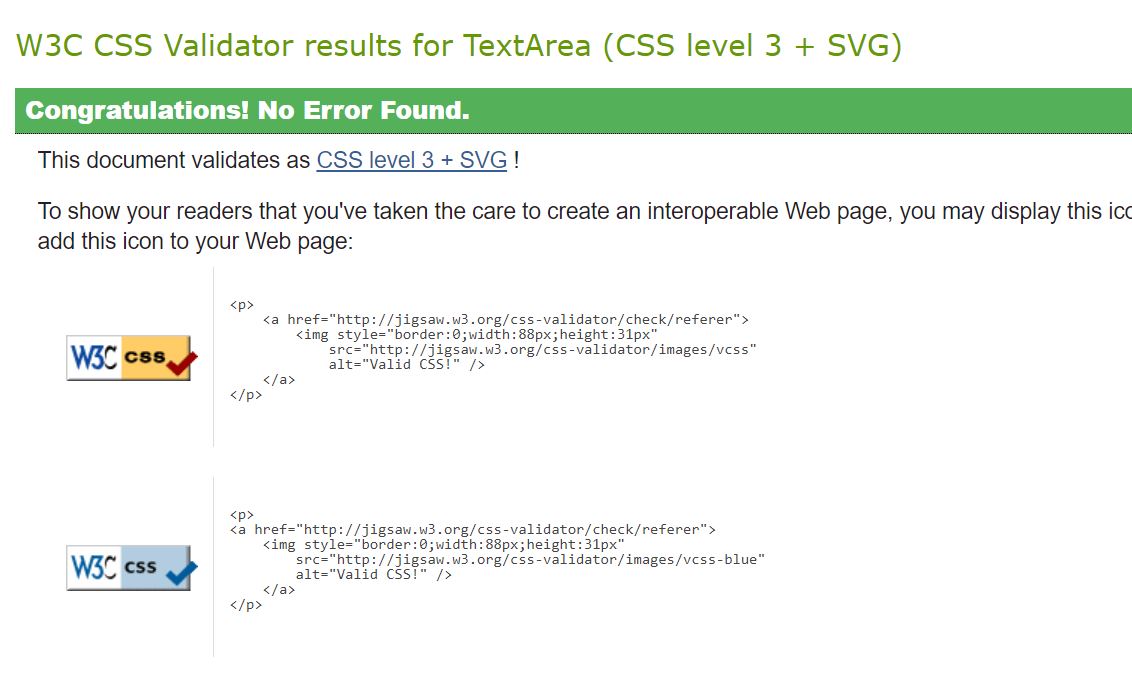 W3C CSS Validator results for TextArea (CSS level 3 + SVG)
Congratulations! No Error Found.
This document validates as CSS level 3 + SVG !
To show your readers that you've taken the care to create an interoperable Web page, you may display this
add this icon to your Web page:
<p>
<a href="http://jigsaw.w3.org/css-validator/check/referer">
<img style="border:0;width:88px;height:31px"
src="http://jigsaw.w3.org/css-validator/images/vcss"
alt="Valid CSS!" />
</a>
</p>
W3C css
<p>
<a href="http://jigsaw.w3.org/css-validator/check/referer">
<img style="border:0;width:88px;height:31px"
src="http://jigsaw.w3.org/css-validator/images/vcss-blue"
alt="Valid CSS!" />
</a>
</p>
W3C css